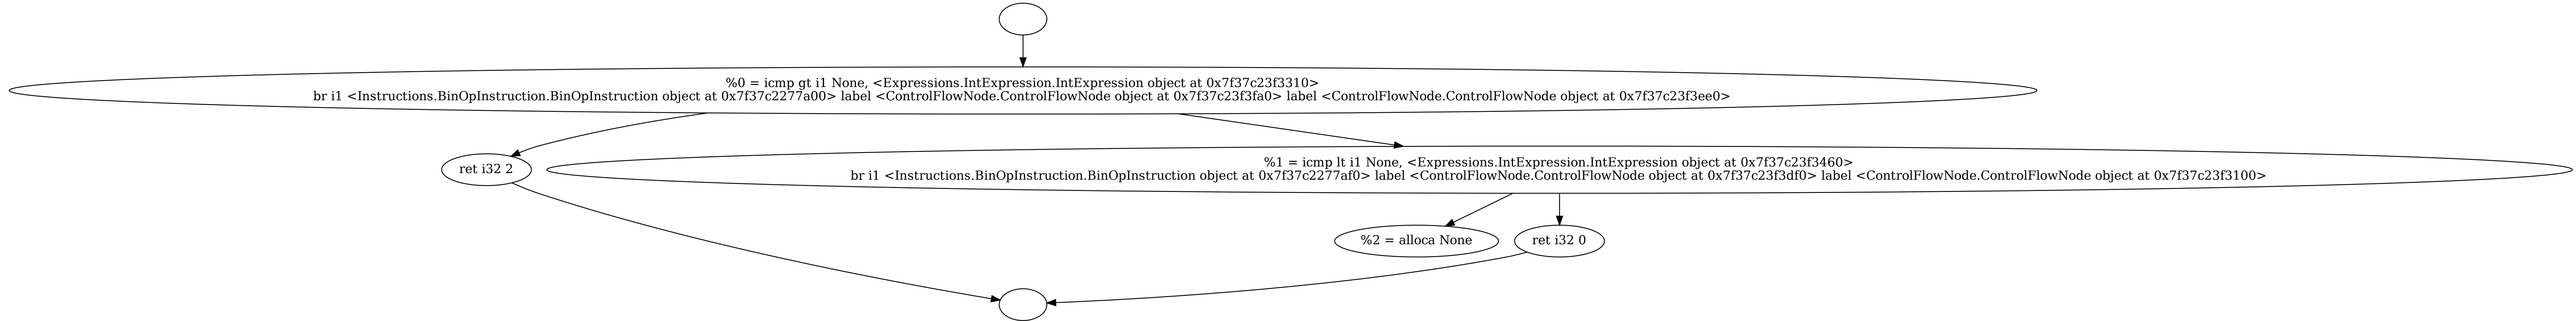 %0 = icmp gt i1 None, <Expressions.IntExpression.IntExpression object at 0x7f37c23f3310>
br i1 <Instructions.BinOpInstruction.BinOpInstruction object at 0x7f37c2277a00> label <ControlFlowNode.ControlFlowNode object at 0x7f37c23f3fa0> label <ControlFlowNode.ControlFlowNode object at 0x7f37c23f3ee0>
ret i32 2
%1 = icmp lt i1 None, <Expressions.IntExpression.IntExpression object at 0x7f37c23f3460>
br i1 <Instructions.BinOpInstruction.BinOpInstruction object at 0x7f37c2277af0> label <ControlFlowNode.ControlFlowNode object at 0x7f37c23f3df0> label <ControlFlowNode.ControlFlowNode object at 0x7f37c23f3100>
%2 = alloca None
ret i32 0